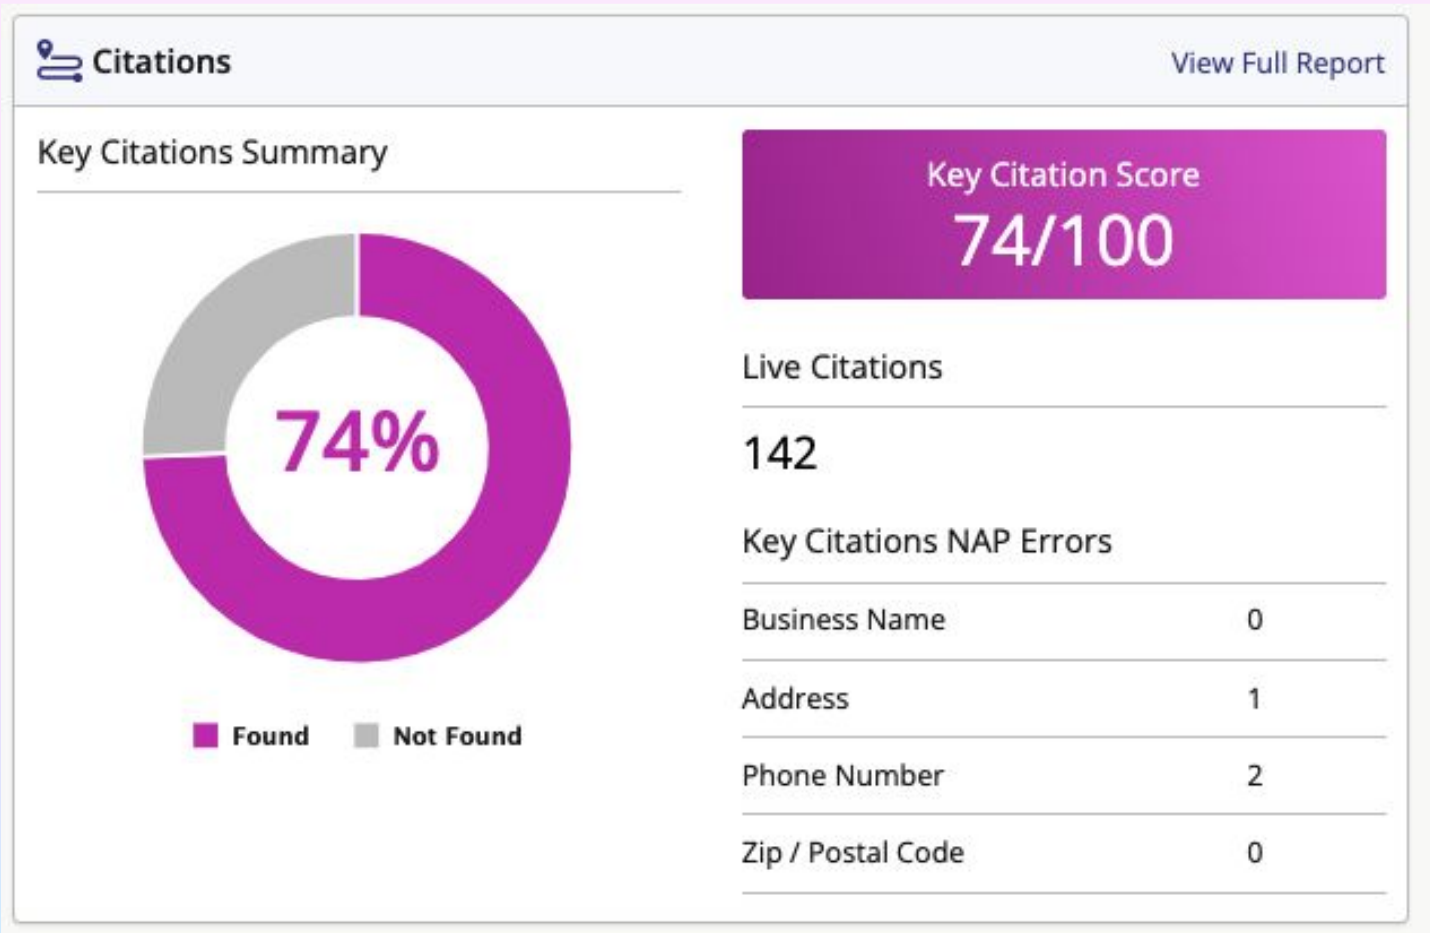 Citations
View Full Report
Key Citations Summary
74%
Found
Not Found
Key Citation Score
74/100
Live Citations
142
Key Citations NAP Errors
Business Name 0
Address 1
Phone Number 2
Zip / Postal Code 0